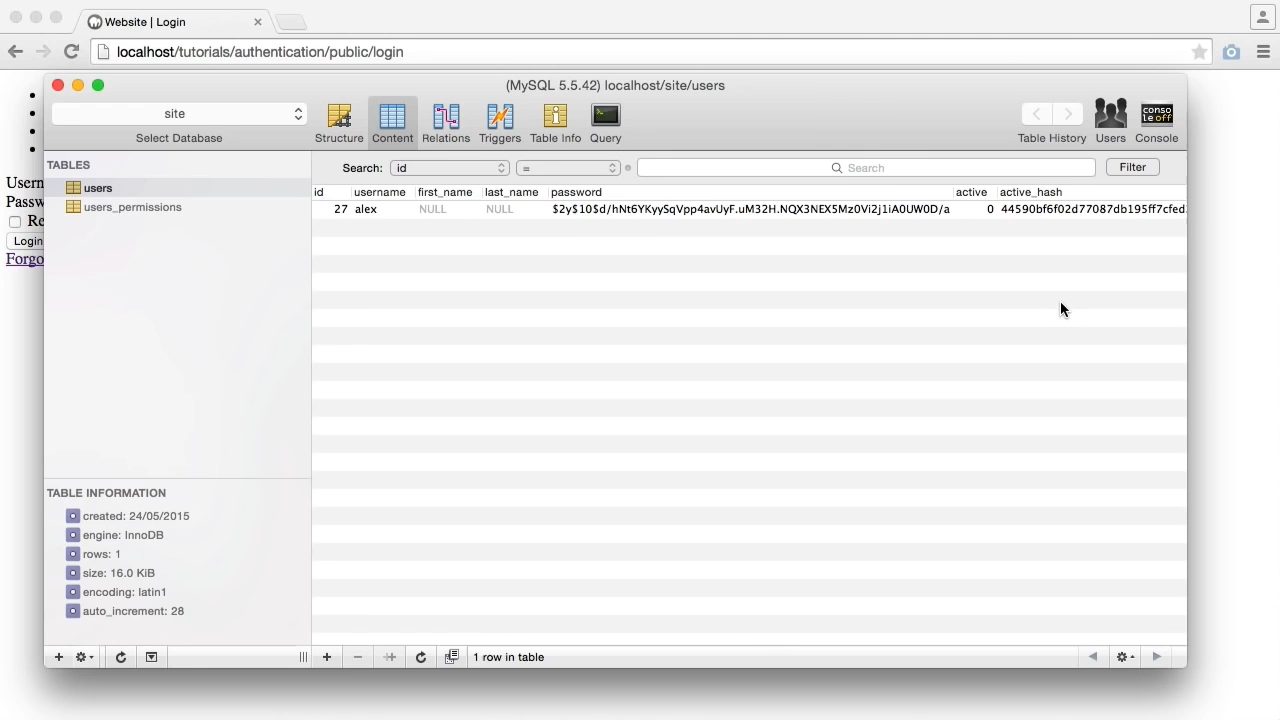 Website | Login
localhost/tutorials/authentication/public/login
(MySQL 5.5.42) localhost/site/users
site
Select Database
Structure
Content
Relations
Triggers
Table Info
Query
Table History
Users
Console
conso
le off
TABLES
users
users_permissions
Search:
id
=
Search
Filter
id username first_name last_name password active active_hash
27 alex NULL NULL $2y$10$d/hNt6YKyySqVpp4avUyF.uM32H.NQX3NEX5Mz0Vi2j1iA0UW0D/a 0 44590bf6f02d77087db195ff7cfed
Usern
Passw
Re
Login
Forgo
TABLE INFORMATION
created: 24/05/2015
engine: InnoDB
rows: 1
size: 16.0 KiB
encoding: latin1
auto_increment: 28
1 row in table